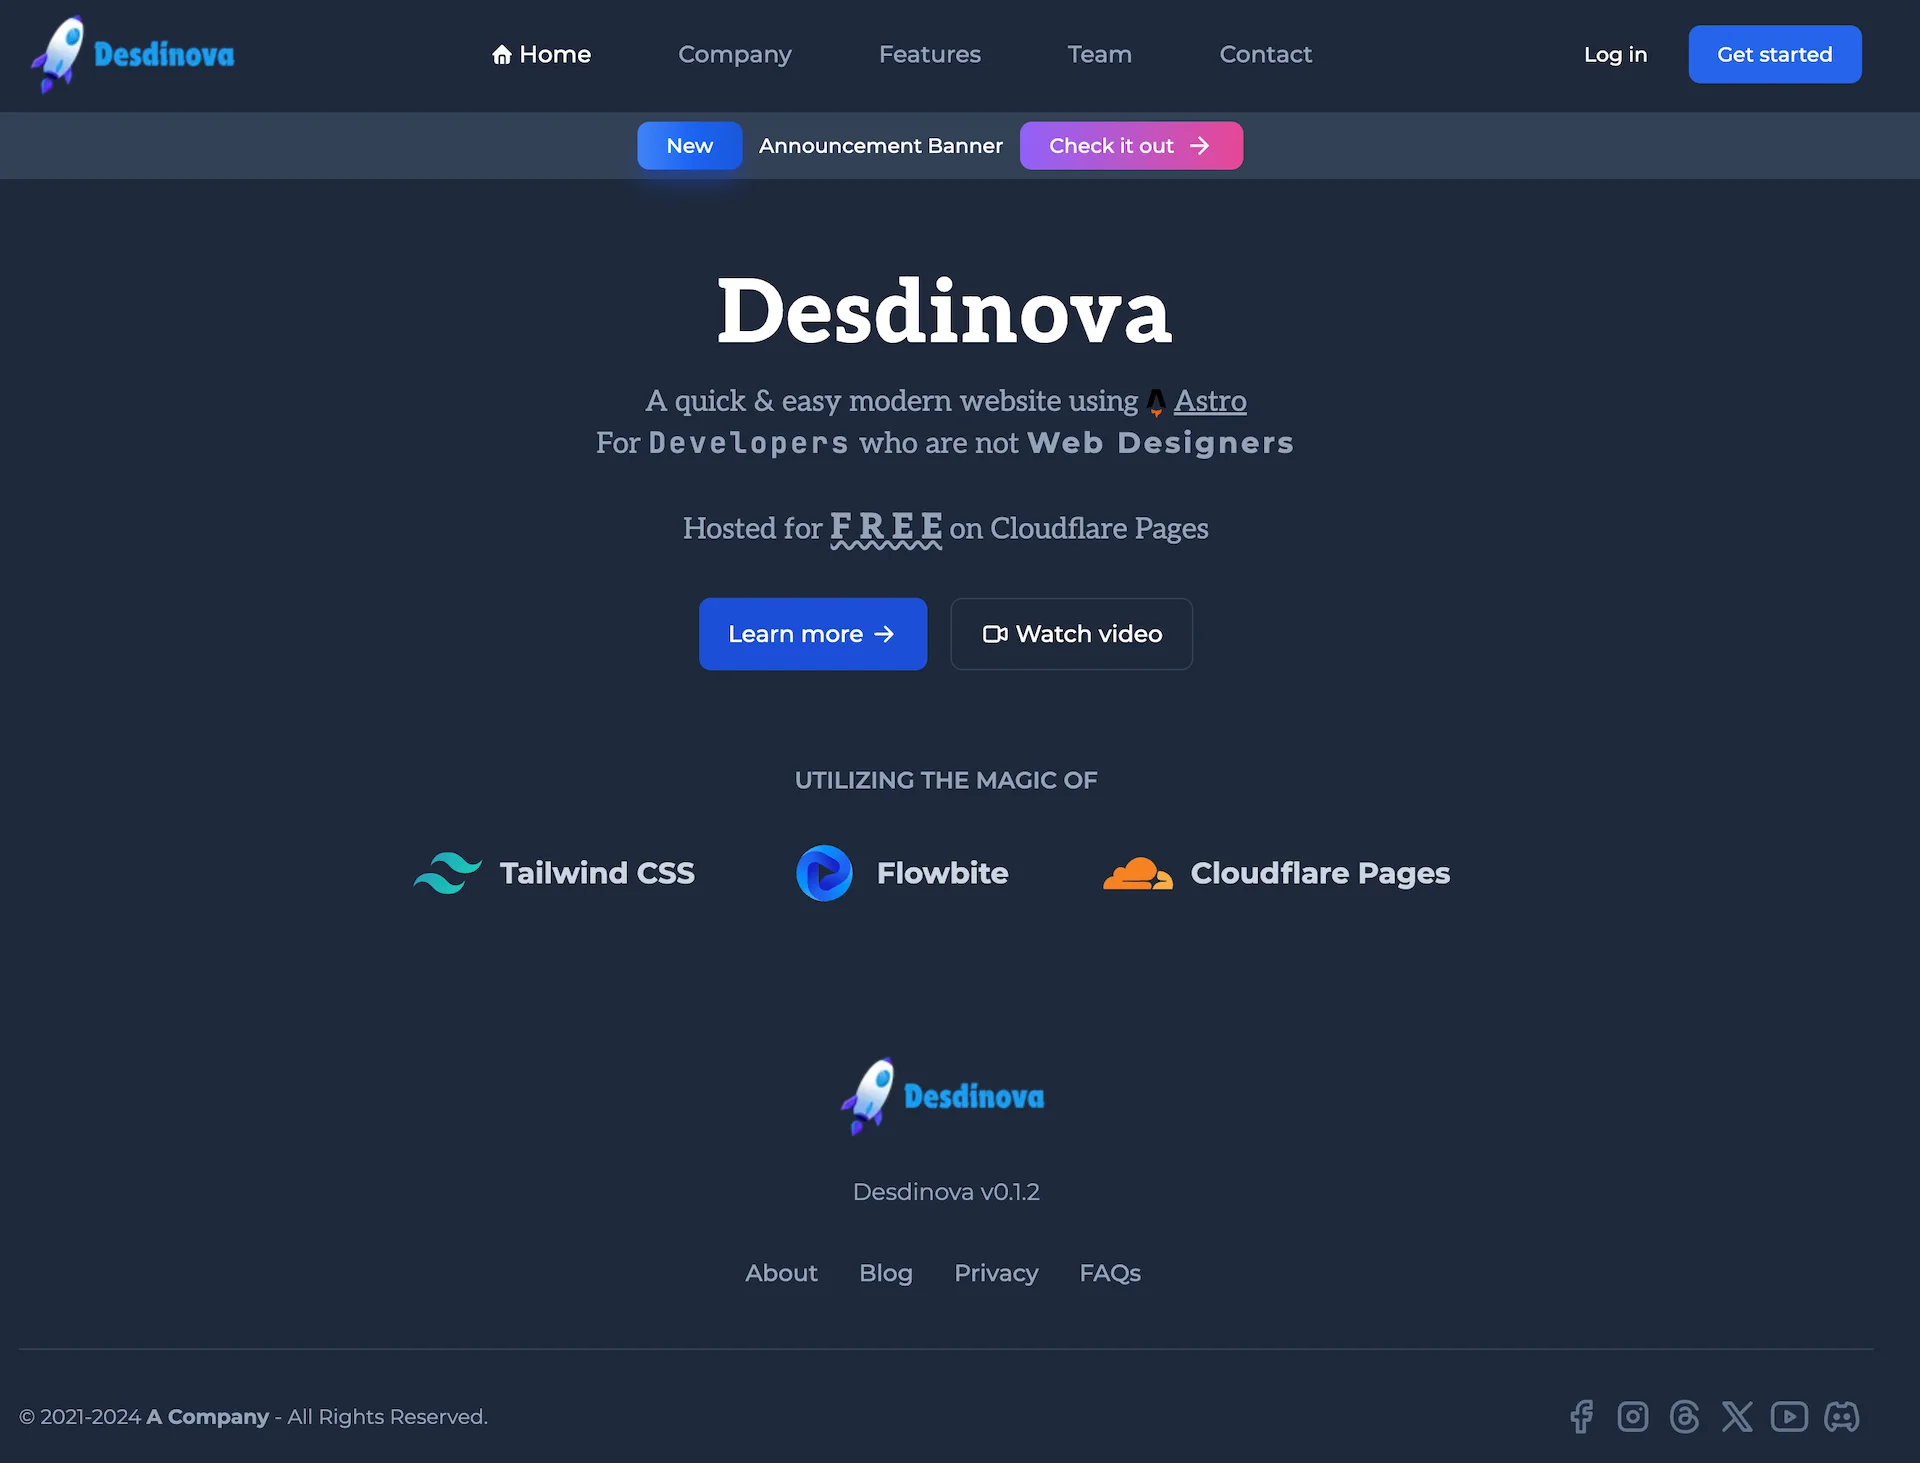 Desdinova
Home Company Features Team Contact Log in Get started
New Announcement Banner Check it out →
Desdinova
A quick & easy modern website using Astro
For Developers who are not Web Designers
Hosted for FREE on Cloudflare Pages
Learn more → Watch video
UTILIZING THE MAGIC OF
Tailwind CSS Flowbite Cloudflare Pages
Desdinova
Desdinova v0.1.2
About Blog Privacy FAQs
© 2021-2024 A Company - All Rights Reserved.